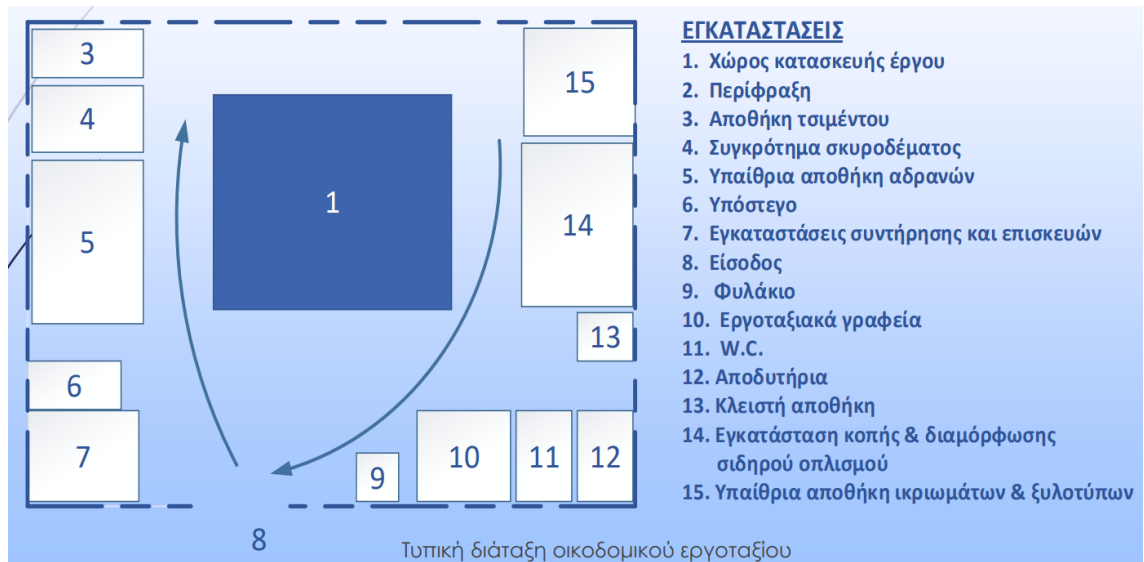 3
4
5
6
7
1
15
14
13
9
10
11
12
8
Τυπική διάταξη οικοδομικού εργοταξίου
ΕΓΚΑΤΑΣΤΑΣΕΙΣ
1. Χώρος κατασκευής έργου
2. Περίφραξη
3. Αποθήκη τσιμέντου
4. Συγκρότημα σκυροδέματος
5. Υπαίθρια αποθήκη αδρανών
6. Υπόστεγο
7. Εγκαταστάσεις συντήρησης και επισκευών
8. Είσοδος
9. Φυλάκιο
10. Εργοταξιακά γραφεία
11. W.C.
12. Αποδυτήρια
13. Κλειστή αποθήκη
14. Εγκατάσταση κοπής & διαμόρφωσης
σιδηρού οπλισμού
15. Υπαίθρια αποθήκη ικριωμάτων & ξυλοτύπων